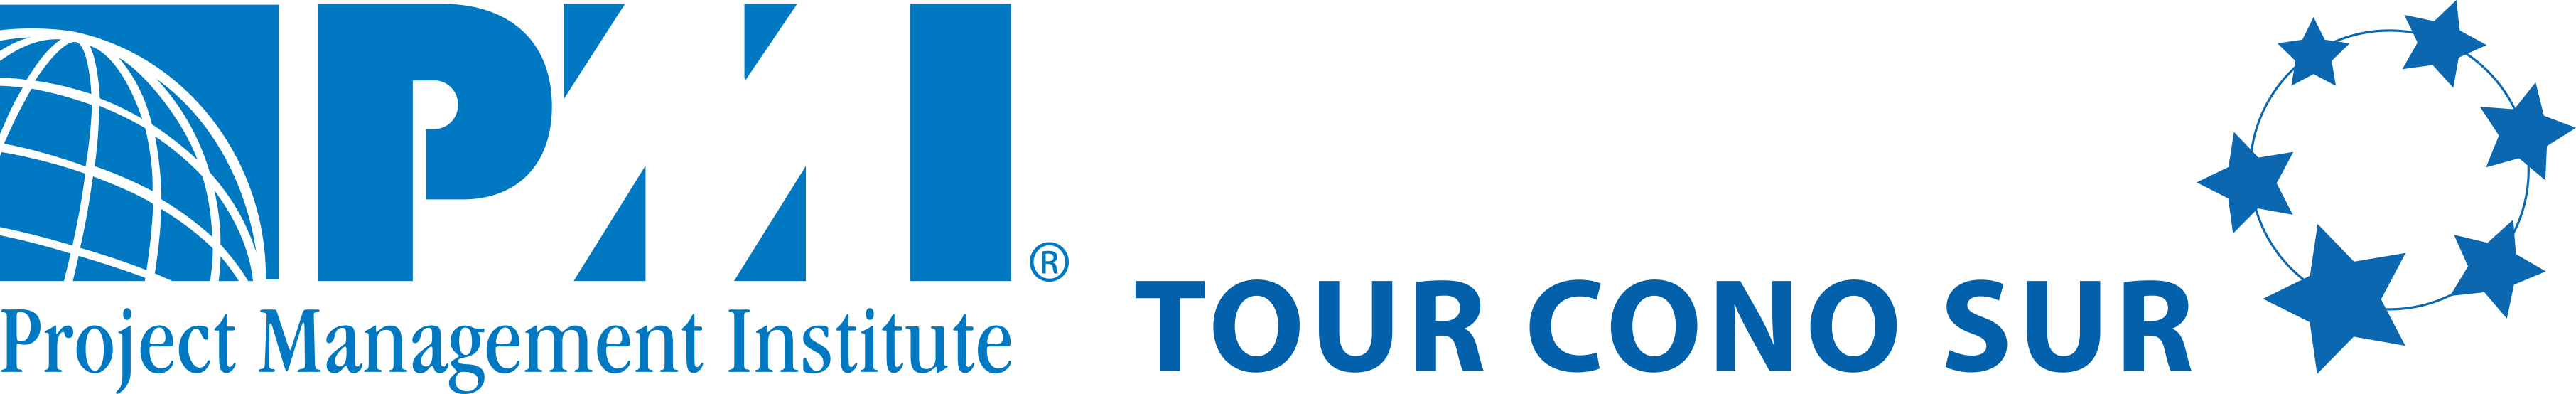 PMI®
Project Management Institute
TOUR CONO SUR